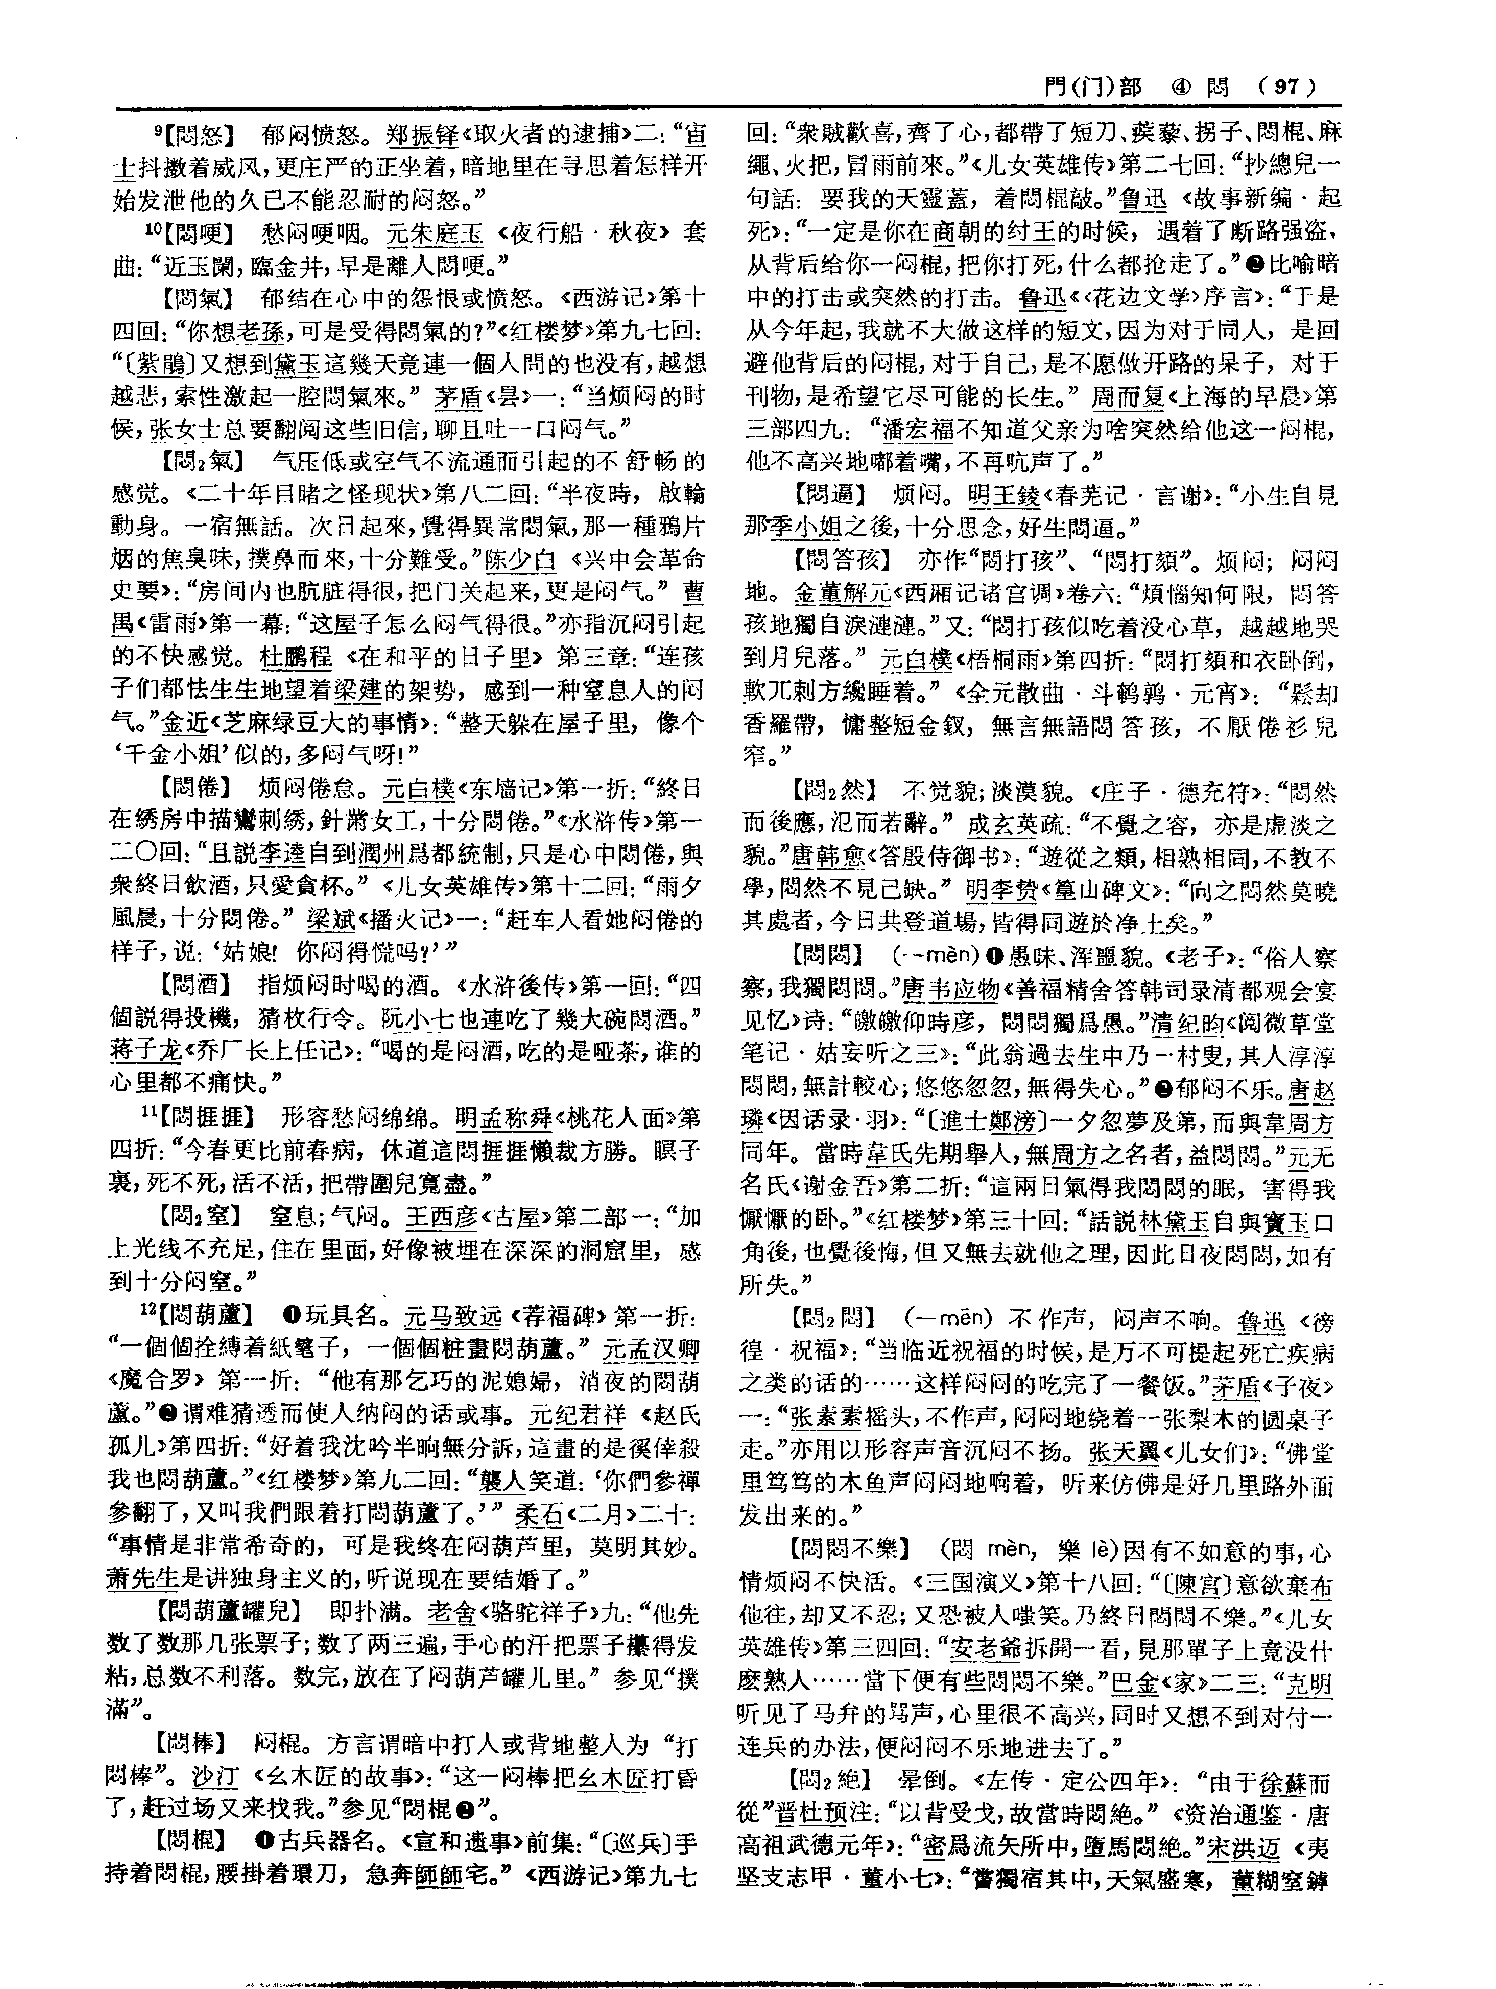 門(门)部　④　悶　(97)
⁹【悶怒】　郁闷愤怒。郑振铎《取火者的逮捕》二：“宙
士抖擞着威风，更庄严的正坐着，暗地里在寻思着怎样开
始发泄他的久已不能忍耐的闷怒。”
¹⁰【悶哽】　愁闷哽咽。元朱庭玉《夜行船·秋夜》套
曲：“近玉闌，臨金井，早是離人悶哽。”
【悶氣】　郁结在心中的怨恨或愤怒。《西游记》第十
四回：“你想老孫，可是受得悶氣的？”《红楼梦》第九七回：
“〔紫鵑〕又想到黛玉這幾天竟連一個人問的也没有，越想
越悲，索性激起一腔悶氣來。”茅盾《昙》一：“当烦闷的时
候，张女士总要翻阅这些旧信，聊且吐一口闷气。”
【悶₂氣】　气压低或空气不流通而引起的不舒畅的
感觉。《二十年目睹之怪现状》第八二回：“半夜時，啟輪
動身。一宿無話。次日起來，覺得異常悶氣，那一種鴉片
烟的焦臭味，撲鼻而來，十分難受。”陈少白《兴中会革命
史要》：“房间内也肮脏得很，把门关起来，更是闷气。”曹
禺《雷雨》第一幕：“这屋子怎么闷气得很。”亦指沉闷引起
的不快感觉。杜鹏程《在和平的日子里》第三章：“连孩
子们都怯生生地望着梁建的架势，感到一种窒息人的闷
气。”金近《芝麻绿豆大的事情》：“整天躲在屋子里，像个
‘千金小姐’似的，多闷气呀！”
【悶倦】　烦闷倦怠。元白樸《东墙记》第一折：“終日
在綉房中描鸞刺綉，針黹女工，十分悶倦。”《水浒传》第一
二〇回：“且説李逵自到潤州爲都統制，只是心中悶倦，與
衆終日飲酒，只愛貪杯。”《儿女英雄传》第十二回：“雨夕
風晨，十分悶倦。”梁斌《播火记》一：“赶车人看她闷倦的
样子，说：‘姑娘！你闷得慌吗？’”
【悶酒】　指烦闷时喝的酒。《水浒後传》第一回：“四
個説得投機，猜枚行令。阮小七也連吃了幾大碗悶酒。”
蒋子龙《乔厂长上任记》：“喝的是闷酒，吃的是哑茶，谁的
心里都不痛快。”
¹¹【悶捱捱】　形容愁闷绵绵。明孟称舜《桃花人面》第
四折：“今春更比前春病，休道這悶捱捱懶裁方勝。瞑子
裏，死不死，活不活，把帶圍兒寬盡。”
【悶₂窒】　窒息；气闷。王西彦《古屋》第二部一：“加
上光线不充足，住在里面，好像被埋在深深的洞窟里，感
到十分闷窒。”
¹²【悶葫蘆】　❶玩具名。元马致远《荐福碑》第一折：
“一個個拴縛着紙毽子，一個個粧畫悶葫蘆。”元孟汉卿
《魔合罗》第一折：“他有那乞巧的泥媳婦，消夜的悶葫
蘆。”❷谓难猜透而使人纳闷的话或事。元纪君祥《赵氏
孤儿》第四折：“好着我沈吟半晌無分訴，這畫的是徯倖殺
我也悶葫蘆。”《红楼梦》第九二回：“襲人笑道：‘你們參禪
參翻了，又叫我們跟着打悶葫蘆了。’”柔石《二月》二十：
“事情是非常希奇的，可是我终在闷葫芦里，莫明其妙。
萧先生是讲独身主义的，听说现在要结婚了。”
【悶葫蘆罐兒】　即扑满。老舍《骆驼祥子》九：“他先
数了数那几张票子；数了两三遍，手心的汗把票子攥得发
粘，总数不利落。数完，放在了闷葫芦罐儿里。”参见“撲
滿”。
【悶棒】　闷棍。方言谓暗中打人或背地整人为“打
悶棒”。沙汀《幺木匠的故事》：“这一闷棒把幺木匠打昏
了，赶过场又来找我。”参见“悶棍❷”。
【悶棍】　❶古兵器名。《宣和遗事》前集：“〔巡兵〕手
持着悶棍，腰掛着環刀，急奔師師宅。”《西游记》第九七
回：“衆賊歡喜，齊了心，都帶了短刀、蒺藜、拐子、悶棍、麻
繩、火把，冒雨前來。”《儿女英雄传》第二七回：“抄總兒一
句話：要我的天靈蓋，着悶棍敲。”鲁迅《故事新编·起
死》：“一定是你在商朝的纣王的时候，遇着了断路强盗，
从背后给你一闷棍，把你打死，什么都抢走了。”❷比喻暗
中的打击或突然的打击。鲁迅《〈花边文学〉序言》：“于是
从今年起，我就不大做这样的短文，因为对于同人，是回
避他背后的闷棍，对于自己，是不愿做开路的呆子，对于
刊物，是希望它尽可能的长生。”周而复《上海的早晨》第
三部四九：“潘宏福不知道父亲为啥突然给他这一闷棍，
他不高兴地嘟着嘴，不再吭声了。”
【悶逼】　烦闷。明王錂《春芜记·言谢》：“小生自見
那季小姐之後，十分思念，好生悶逼。”
【悶答孩】　亦作“悶打孩”、“悶打頦”。烦闷；闷闷
地。金董解元《西厢记诸宫调》卷六：“煩惱知何限，悶答
孩地獨自淚漣漣。”又：“悶打孩似吃着没心草，越越地哭
到月兒落。”元白樸《梧桐雨》第四折：“悶打頦和衣卧倒，
軟兀剌方纔睡着。”《全元散曲·斗鹌鹑·元宵》：“鬆却
香羅帶，慵整短金釵，無言無語悶答孩，不厭倦衫兒
窄。”
【悶₂然】　不觉貌；淡漠貌。《庄子·德充符》：“悶然
而後應，氾而若辭。”成玄英疏：“不覺之容，亦是虛淡之
貌。”唐韩愈《答殷侍御书》：“遊從之類，相熟相同，不教不
學，悶然不見己缺。”明李贽《篁山碑文》：“向之悶然莫曉
其處者，今日共登道場，皆得同遊於净土矣。”
【悶悶】　(—mèn)❶愚昧、浑噩貌。《老子》：“俗人察
察，我獨悶悶。”唐韦应物《善福精舍答韩司录清都观会宴
见忆》诗：“皦皦仰時彦，悶悶獨爲愚。”清纪昀《阅微草堂
笔记·姑妄听之三》：“此翁過去生中乃一村叟，其人淳淳
悶悶，無計較心；悠悠忽忽，無得失心。”❷郁闷不乐。唐赵
璘《因话录·羽》：“〔進士鄭滂〕一夕忽夢及第，而與韋周方
同年。當時韋氏先期舉人，無周方之名者，益悶悶。”元无
名氏《谢金吾》第二折：“這兩日氣得我悶悶的眠，害得我
懨懨的卧。”《红楼梦》第三十回：“話説林黛玉自與寶玉口
角後，也覺後悔，但又無去就他之理，因此日夜悶悶，如有
所失。”
【悶₂悶】　(—mēn)不作声，闷声不响。鲁迅《彷
徨·祝福》：“当临近祝福的时候，是万不可提起死亡疾病
之类的话的……这样闷闷的吃完了一餐饭。”茅盾《子夜》
一：“张素素摇头，不作声，闷闷地绕着一张梨木的圆桌子
走。”亦用以形容声音沉闷不扬。张天翼《儿女们》：“佛堂
里笃笃的木鱼声闷闷地响着，听来仿佛是好几里路外面
发出来的。”
【悶悶不樂】　(悶 mèn，樂 lè)因有不如意的事，心
情烦闷不快活。《三国演义》第十八回：“〔陳宫〕意欲棄布
他往，却又不忍；又恐被人嗤笑。乃終日悶悶不樂。”《儿女
英雄传》第三四回：“安老爺拆開一看，見那單子上竟没什
麽熟人……當下便有些悶悶不樂。”巴金《家》二三：“克明
听见了马弁的骂声，心里很不高兴，同时又想不到对付一
连兵的办法，便闷闷不乐地进去了。”
【悶₂絶】　晕倒。《左传·定公四年》：“由于徐蘇而
從”晋杜预注：“以背受戈，故當時悶絶。”《资治通鉴·唐
高祖武德元年》：“密爲流矢所中，墮馬悶絶。”宋洪迈《夷
坚支志甲·董小七》：“嘗獨宿其中，天氣盛寒，董糊窒罅